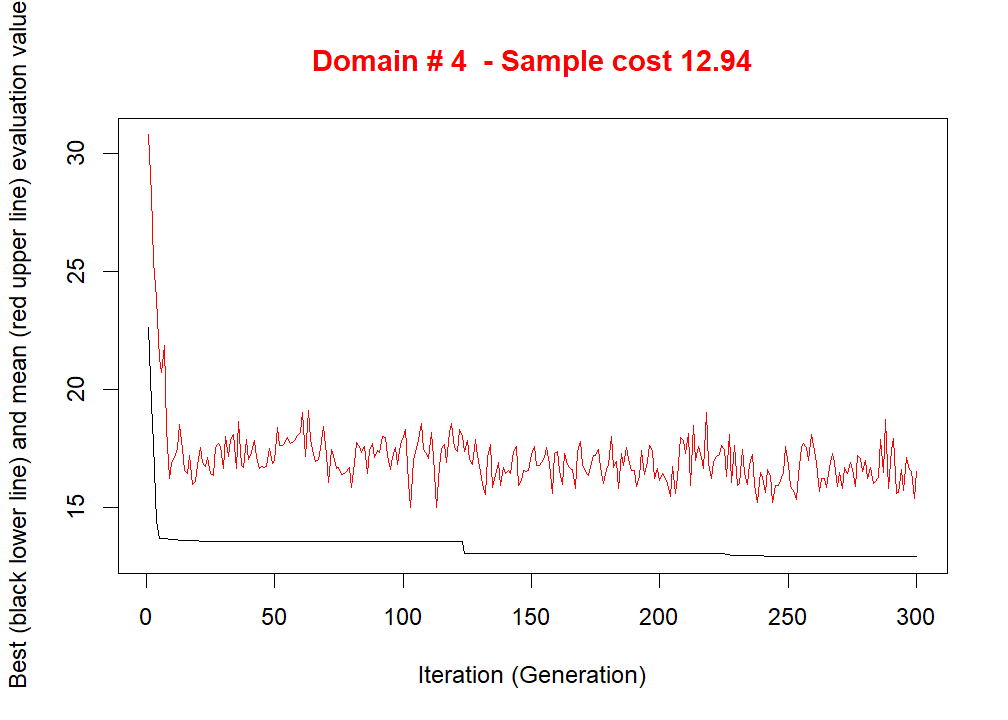 Domain # 4  - Sample cost 12.94
Best (black lower line) and mean (red upper line) evaluation value
30
25
20
15
0 50 100 150 200 250 300
Iteration (Generation)